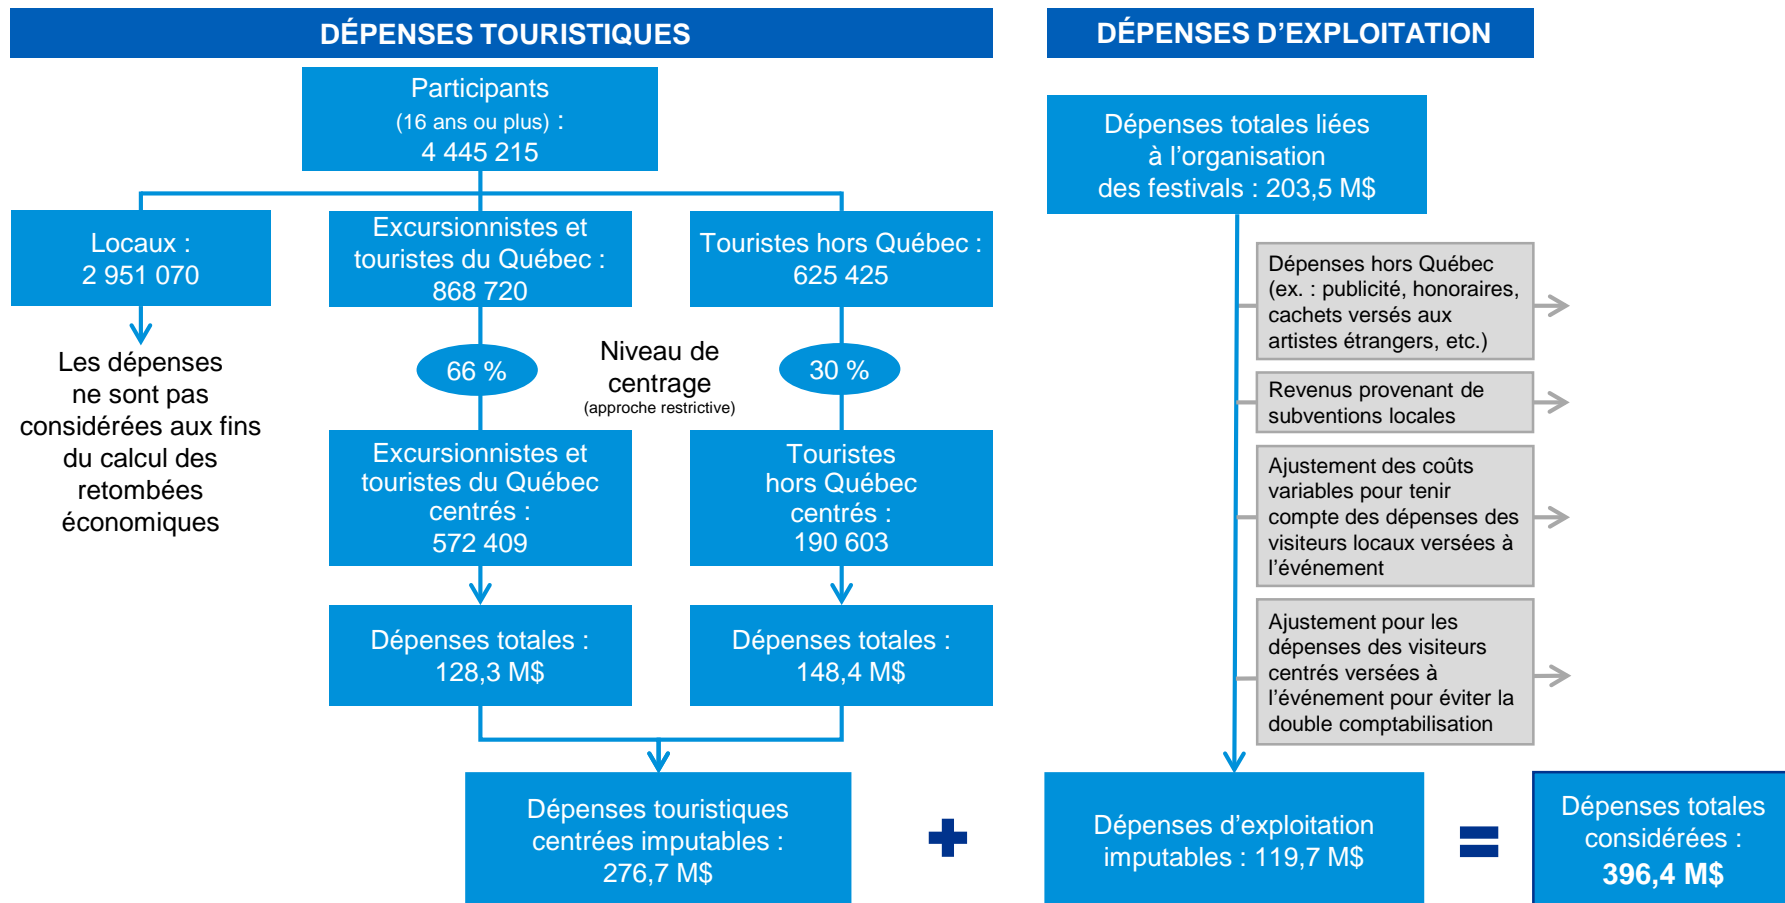 DÉPENSES TOURISTIQUES
Participants
(16 ans ou plus) :
4 445 215
Locaux :
2 951 070
Excursionnistes et
touristes du Québec :
868 720
Touristes hors Québec :
625 425
Les dépenses
ne sont pas
considérées aux fins
du calcul des
retombées
économiques
66 %
Niveau de
centrage
(approche restrictive)
30 %
Excursionnistes et
touristes du Québec
centrés :
572 409
Touristes
hors Québec
centrés :
190 603
Dépenses totales :
128,3 M$
Dépenses totales :
148,4 M$
Dépenses touristiques
centrées imputables :
276,7 M$
DÉPENSES D’EXPLOITATION
Dépenses totales liées
à l’organisation
des festivals : 203,5 M$
Dépenses hors Québec
(ex. : publicité, honoraires,
cachets versés aux
artistes étrangers, etc.)
Revenus provenant de
subventions locales
Ajustement des coûts
variables pour tenir
compte des dépenses des
visiteurs locaux versées à
l’événement
Ajustement pour les
dépenses des visiteurs
centrés versées à
l’événement pour éviter la
double comptabilisation
+
Dépenses d’exploitation
imputables : 119,7 M$
=
Dépenses totales
considérées :
396,4 M$